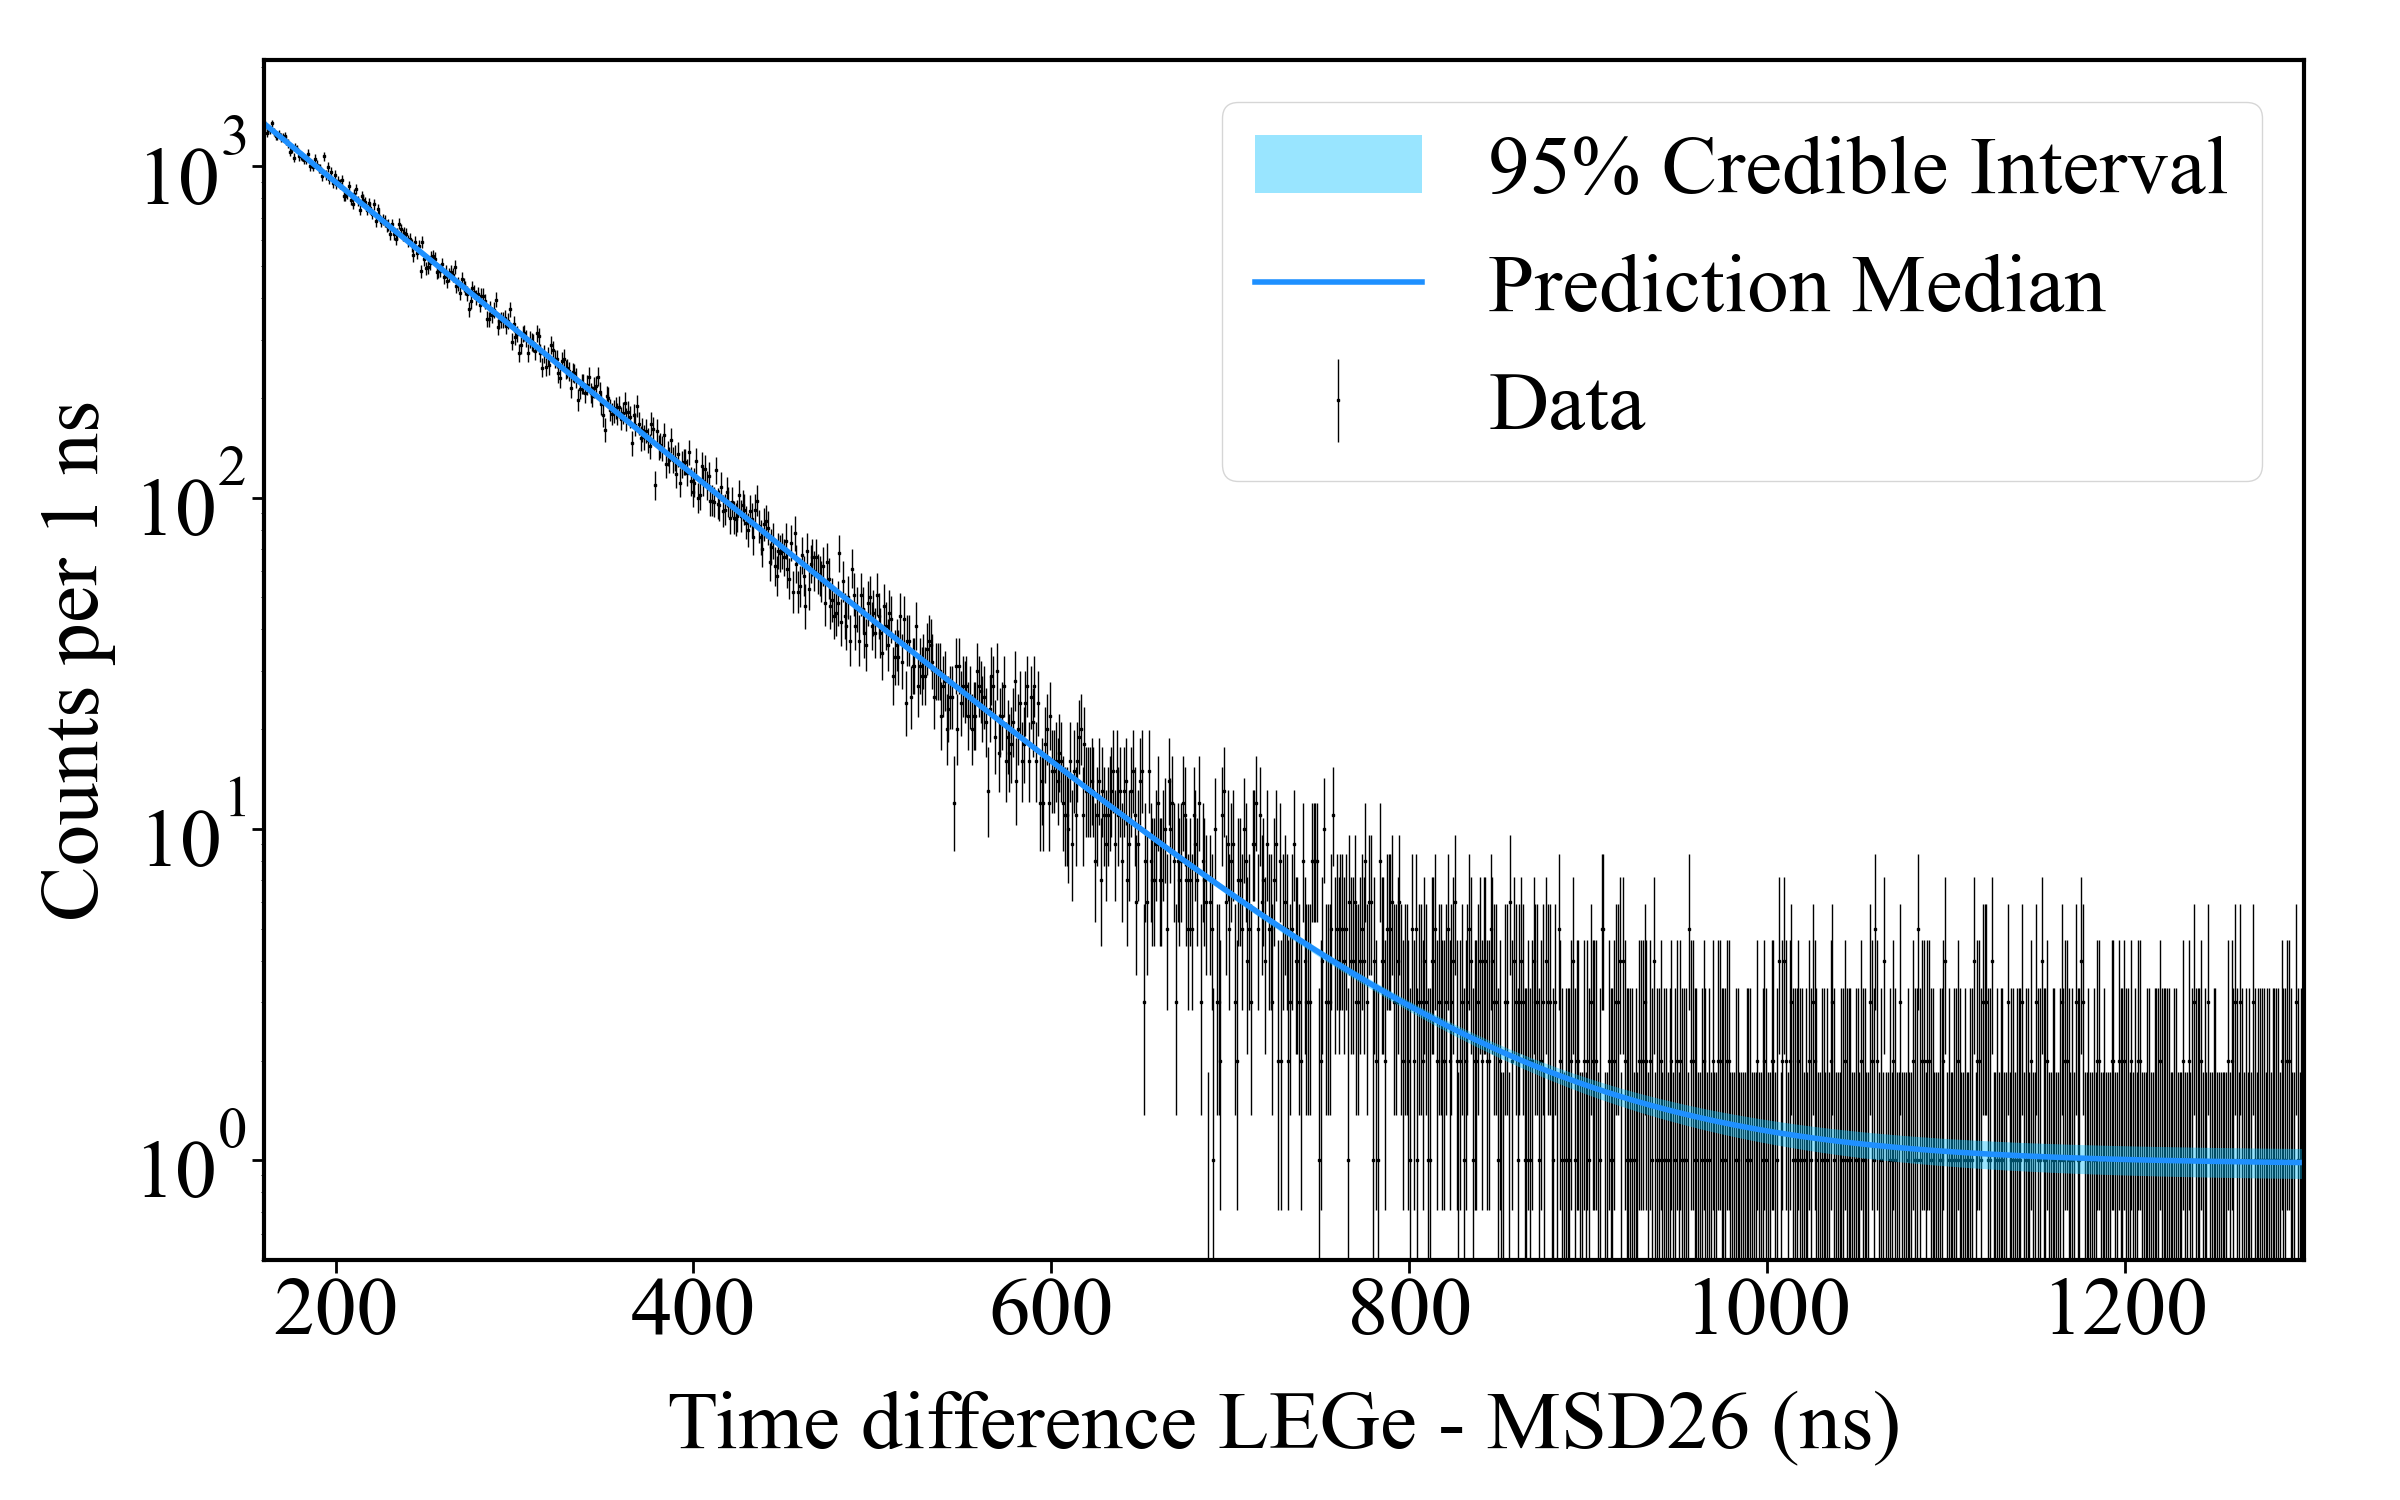 95% Credible Interval
Prediction Median
Data
Counts per 1 ns
10^3
10^2
10^1
10^0
200 400 600 800 1000 1200
Time difference LEGe - MSD26 (ns)